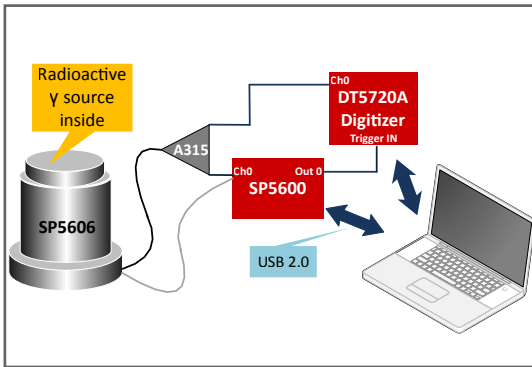 Radioactive
γ source
inside
SP5606
A315
Ch0
DT5720A
Digitizer
Trigger IN
Ch0
Out 0
SP5600
USB 2.0